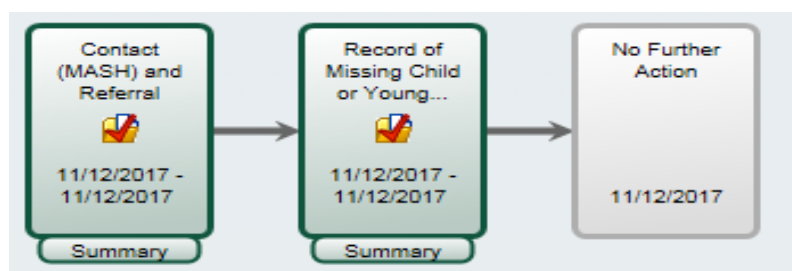 Contact
(MASH) and
Referral
11/12/2017 -
11/12/2017
Summary
Record of
Missing Child
or Young...
11/12/2017 -
11/12/2017
Summary
No Further
Action
11/12/2017